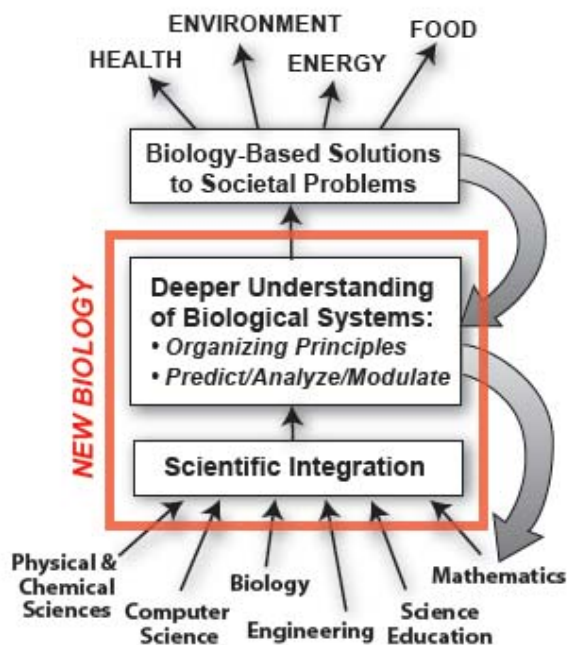 ENVIRONMENT
FOOD
HEALTH
ENERGY
Biology-Based Solutions
to Societal Problems
NEW BIOLOGY
Deeper Understanding
of Biological Systems:
• Organizing Principles
• Predict/Analyze/Modulate
Scientific Integration
Physical &
Chemical
Sciences
Computer
Science
Biology
Engineering
Science
Education
Mathematics